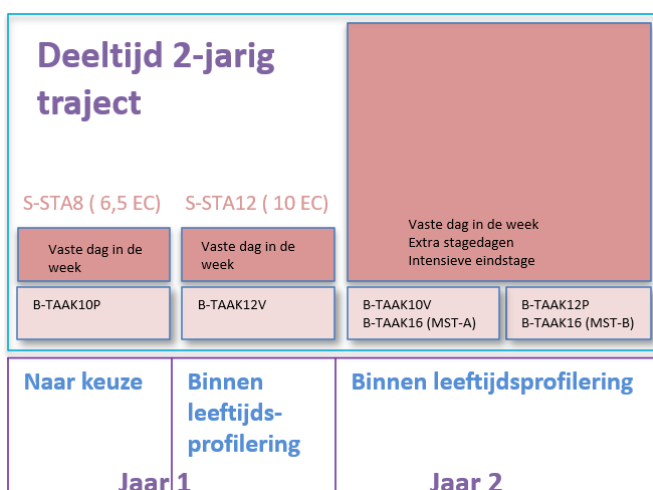 Deeltijd 2-jarig
traject
S-STA8 ( 6,5 EC)
S-STA12 ( 10 EC)
Vaste dag in de
week
Vaste dag in de
week
Vaste dag in de week
Extra stagedagen
Intensieve eindstage
B-TAAK10P
B-TAAK12V
B-TAAK10V
B-TAAK16 (MST-A)
B-TAAK12P
B-TAAK16 (MST-B)
Naar keuze
Binnen
leeftijds-
profilering
Binnen leeftijdsprofilering
Jaar 1
Jaar 2